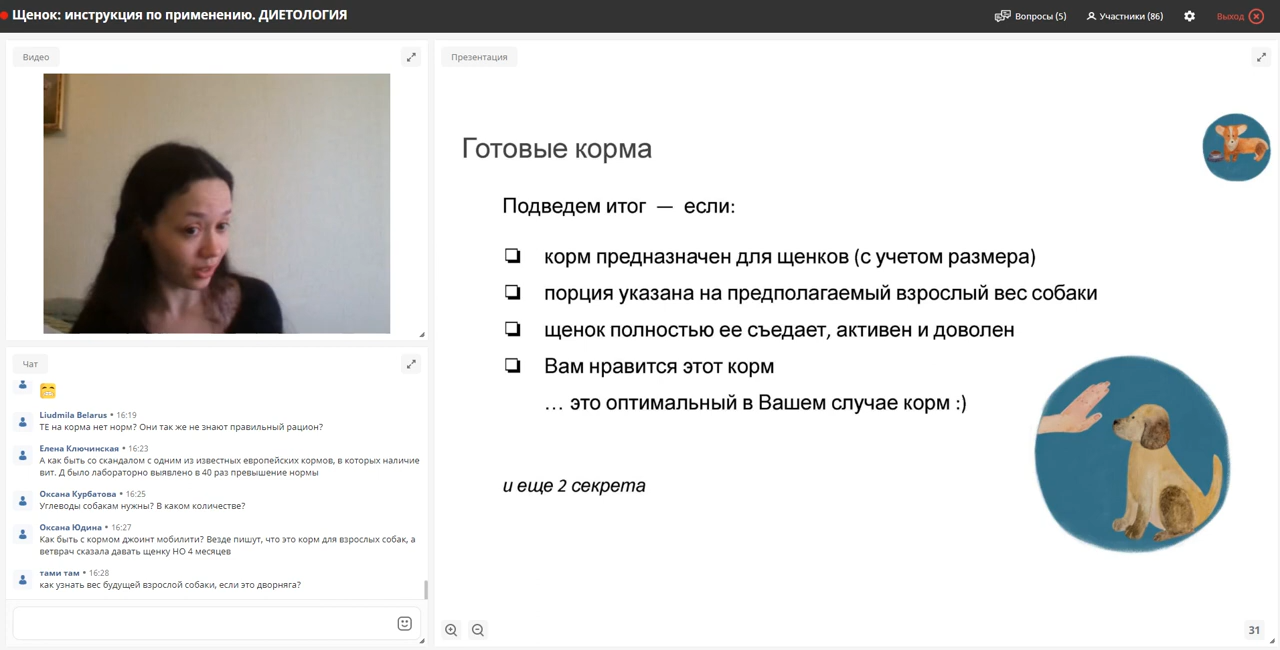 Щенок: инструкция по применению. ДИЕТОЛОГИЯ
Вопросы (5)
Участники (86)
Выход
Видео
Презентация
Готовые корма
Подведем итог — если:
❏ корм предназначен для щенков (с учетом размера)
❏ порция указана на предполагаемый взрослый вес собаки
❏ щенок полностью ее съедает, активен и доволен
❏ Вам нравится этот корм
... это оптимальный в Вашем случае корм :)
и еще 2 секрета
31
Чат
Liudmila Belarus • 16:19
ТЕ на корма нет норм? Они так же не знают правильный рацион?
Елена Ключинская • 16:23
А как быть со скандалом с одним из известных европейских кормов, в которых наличие
вит. Д было лабораторно выявлено в 40 раз превышение нормы
Оксана Курбатова • 16:25
Углеводы собакам нужны? В каком количестве?
Оксана Юдина • 16:27
Как быть с кормом джоинт мобилити? Везде пишут, что это корм для взрослых собак, а
ветврач сказала давать щенку НО 4 месяцев
тами там • 16:28
как узнать вес будущей взрослой собаки, если это дворняга?